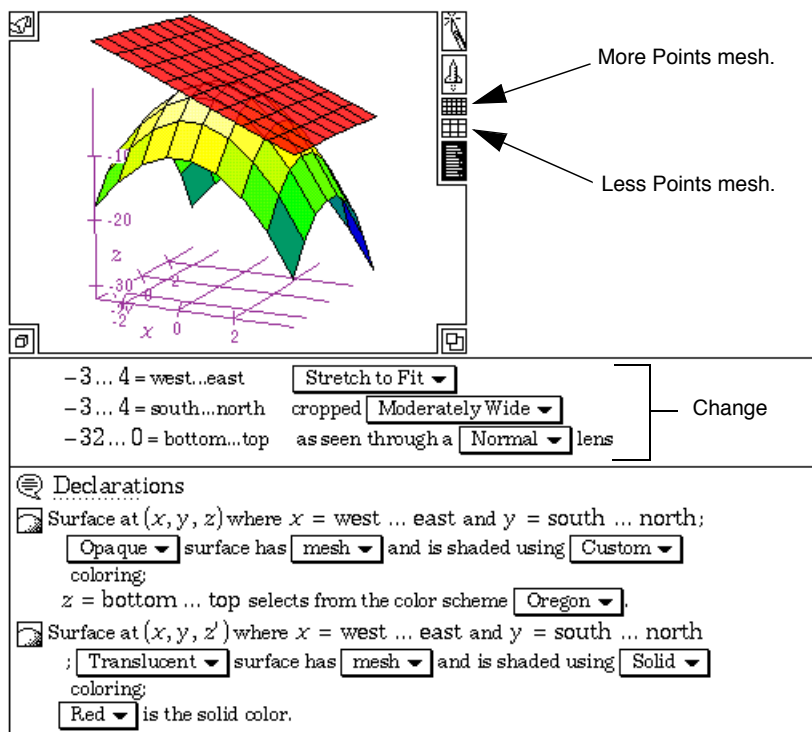 More Points mesh.
Less Points mesh.
-10
-20
-30
z
x
-2
0
2
-3 ... 4 = west...east Stretch to Fit
-3 ... 4 = south...north cropped Moderately Wide
-32 ... 0 = bottom...top as seen through a Normal lens
Change
Declarations
Surface at (x, y, z) where x = west ... east and y = south ... north;
Opaque surface has mesh and is shaded using Custom
coloring;
z = bottom ... top selects from the color scheme Oregon.
Surface at (x, y, z') where x = west ... east and y = south ... north
; Translucent surface has mesh and is shaded using Solid
coloring;
Red is the solid color.